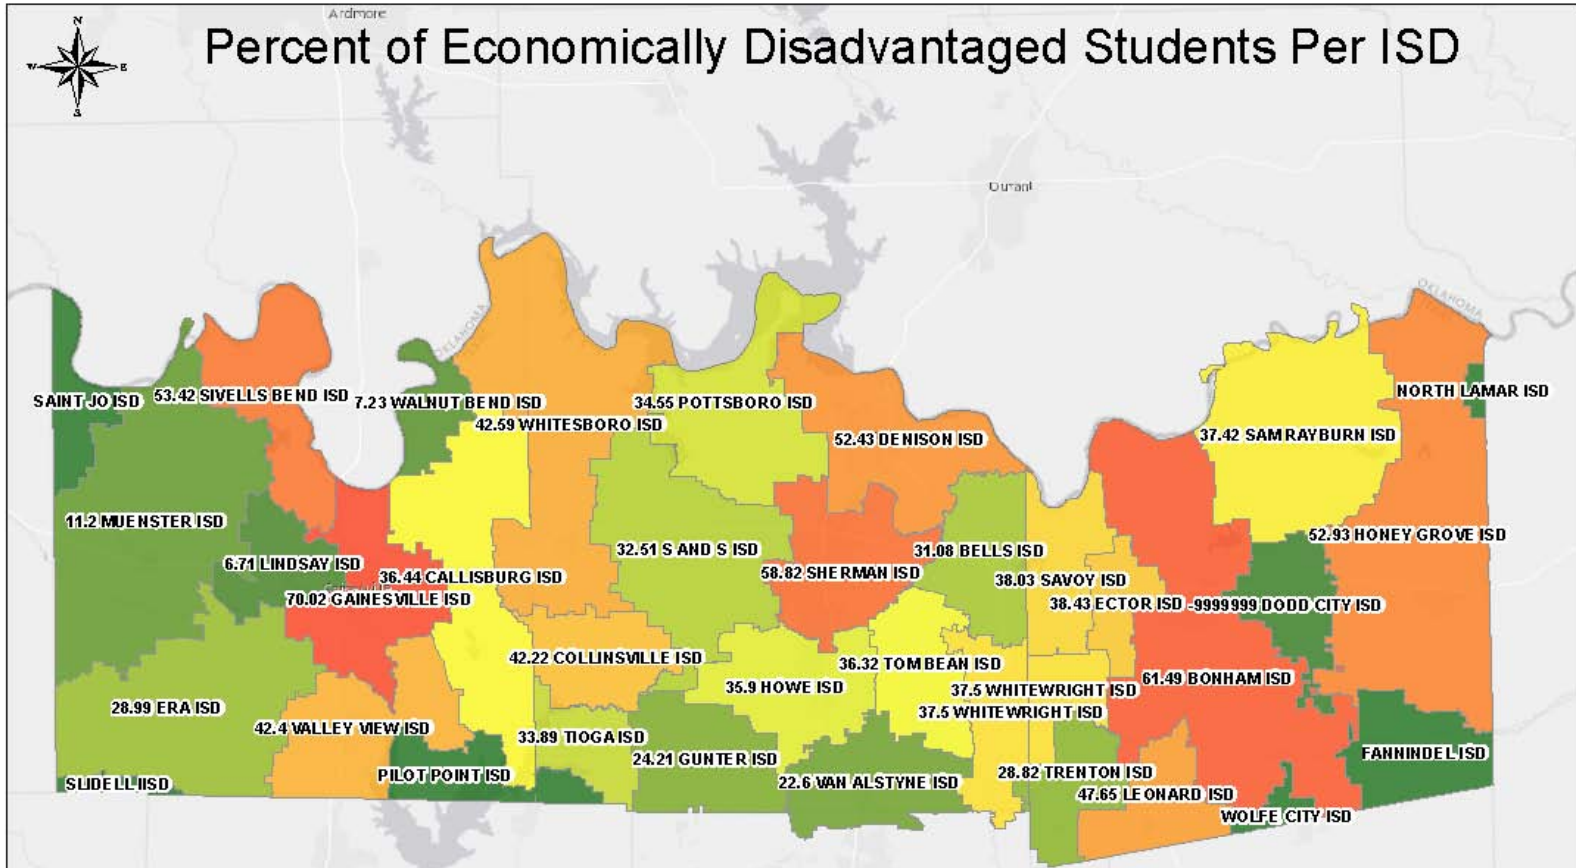 Ardmore
N
W
E
S
Percent of Economically Disadvantaged Students Per ISD
Durant
OKLAHOMA
OKLAHOMA
SAINT JO ISD
53.42 SIVELLS BEND ISD
7.23 WALNUT BEND ISD
34.55 POTTSBORO ISD
NORTH LAMAR ISD
42.59 WHITESBORO ISD
52.43 DENISON ISD
37.42 SAM RAYBURN ISD
11.2 MUENSTER ISD
52.93 HONEY GROVE ISD
6.71 LINDSAY ISD
32.51 S AND S ISD
31.08 BELLS ISD
36.44 CALLISBURG ISD
58.82 SHERMAN ISD
38.03 SAVOY ISD
70.02 GAINESVILLE ISD
38.43 ECTOR ISD
-9999999 DODD CITY ISD
42.22 COLLINSVILLE ISD
36.32 TOM BEAN ISD
61.49 BONHAM ISD
35.9 HOWE ISD
37.5 WHITEWRIGHT ISD
28.99 ERA ISD
37.5 WHITEWRIGHT ISD
42.4 VALLEY VIEW ISD
33.89 TIOGA ISD
24.21 GUNTER ISD
FANNINDEL ISD
PILOT POINT ISD
28.82 TRENTON ISD
SLIDELL IISD
22.6 VAN ALSTYNE ISD
47.65 LEONARD ISD
WOLFE CITY ISD